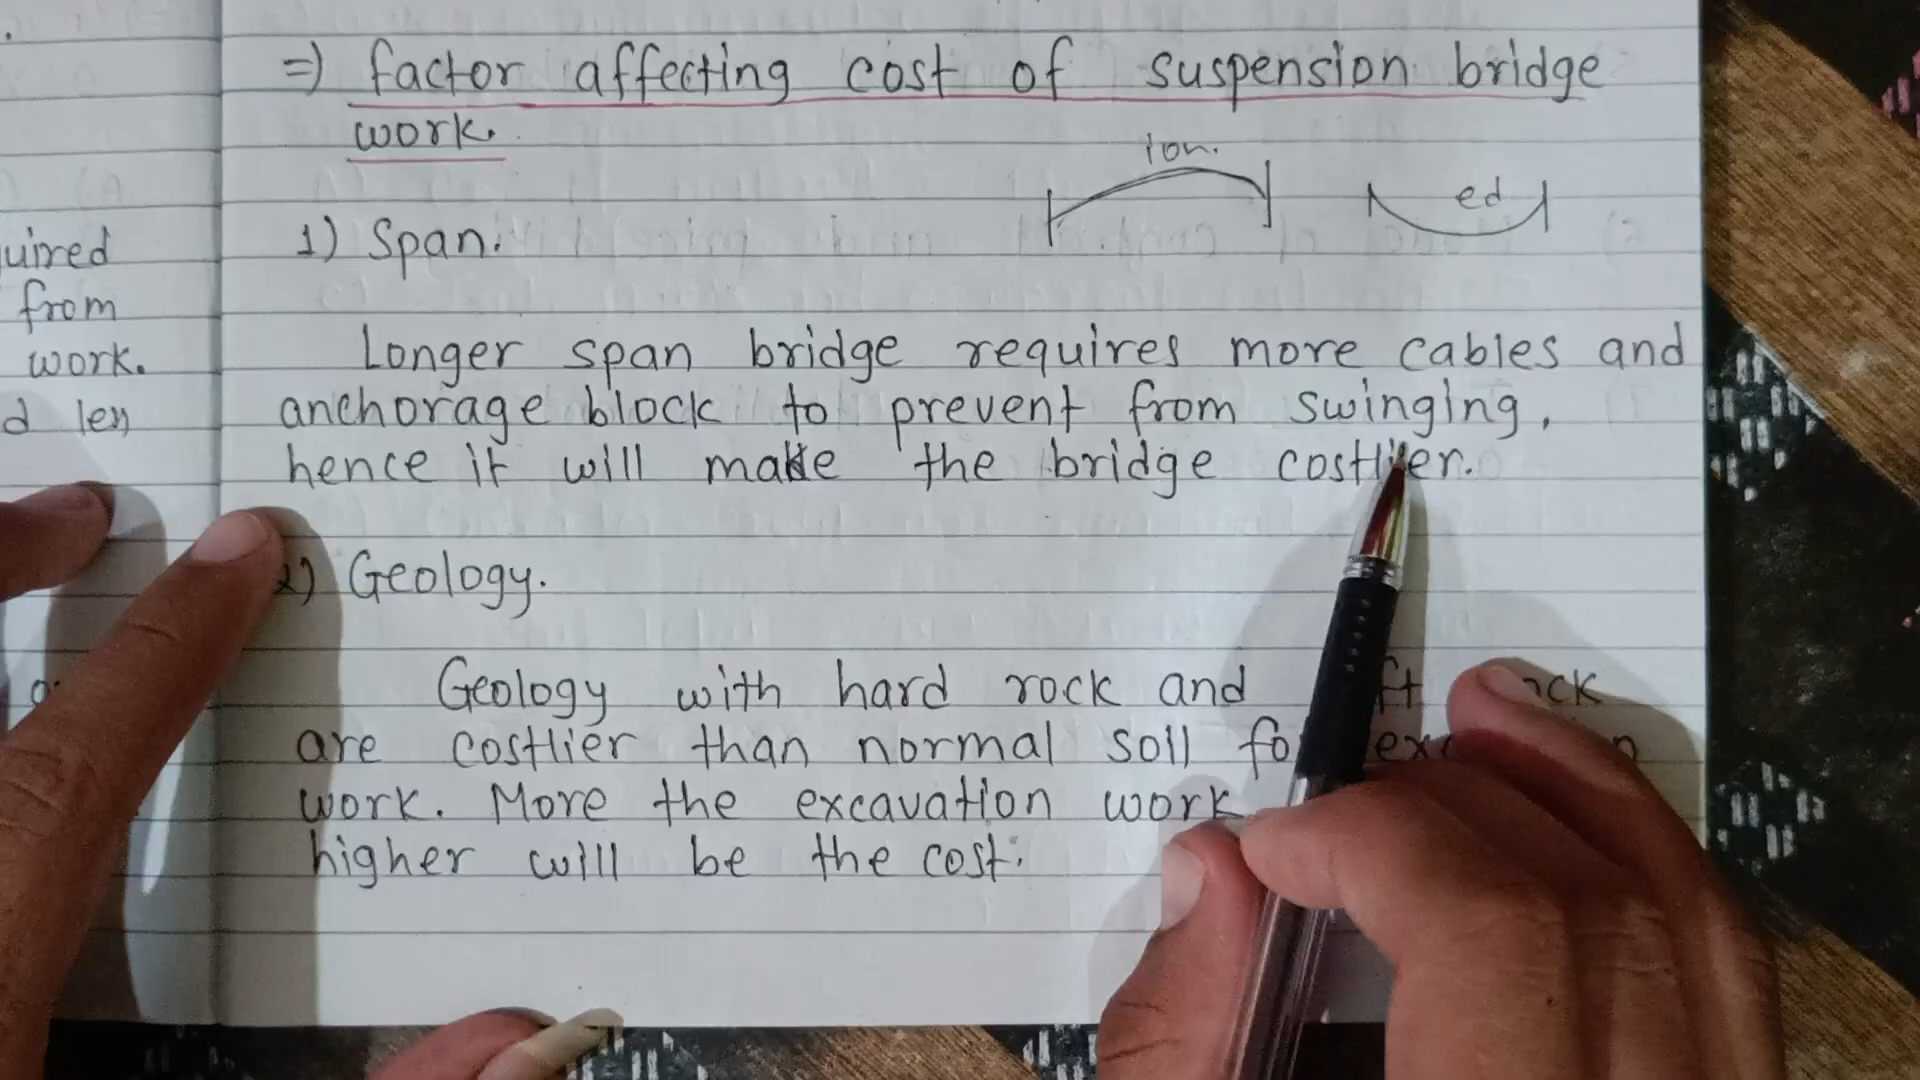 =) factor affecting cost of suspension bridge
work.
ion.
ed
1) Span.
Longer span bridge requires more cables and
anchorage block to prevent from swinging,
hence it will make the bridge costlier.
2) Geology.
Geology with hard rock and
are costlier than normal soil
work. More the excavation work
higher will be the cost.
uired
from
work.
d len